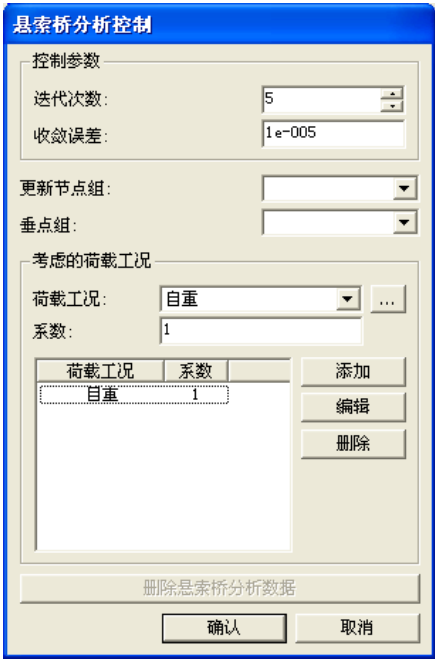 悬索桥分析控制
控制参数
迭代次数: 5
收敛误差: 1e-005
更新节点组:
垂点组:
考虑的荷载工况
荷载工况: 自重 ...
系数: 1
荷载工况 系数 添加
自重 1
编辑
删除
删除悬索桥分析数据
确认 取消